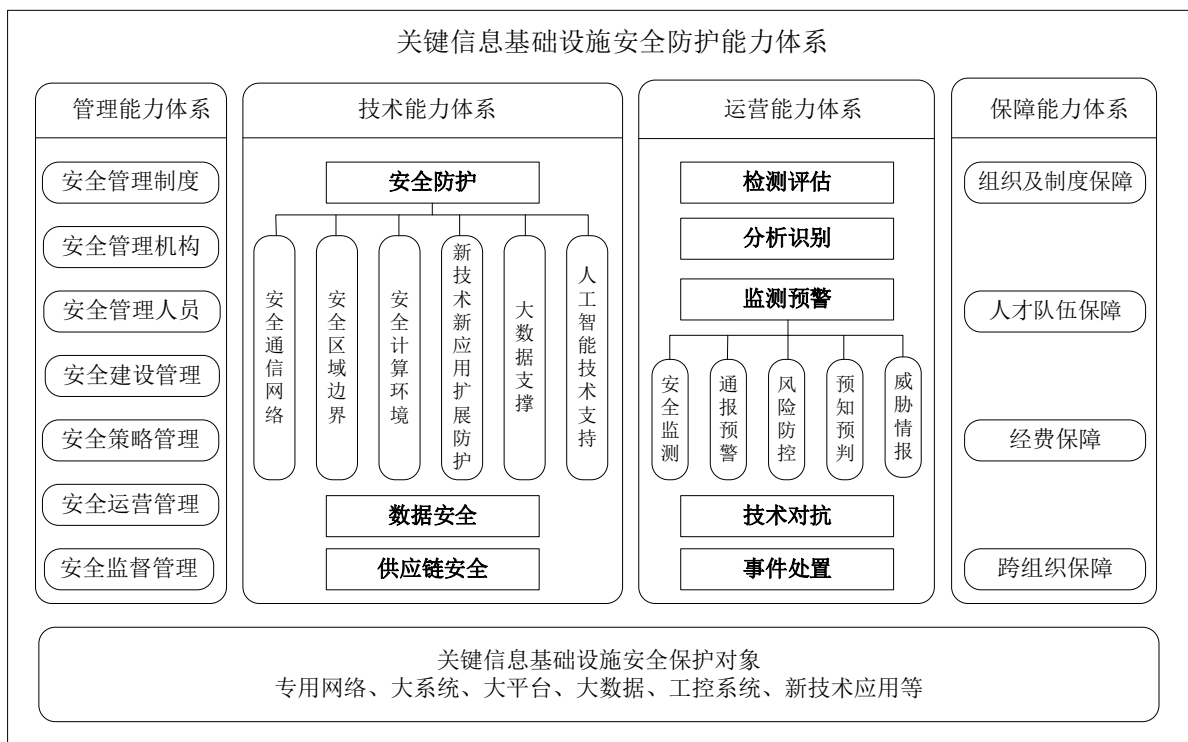 关键信息基础设施安全防护能力体系
管理能力体系
安全管理制度
安全管理机构
安全管理人员
安全建设管理
安全策略管理
安全运营管理
安全监督管理
技术能力体系
安全防护
安全通信网络
安全区域边界
安全计算环境
新技术新应用扩展防护
大数据支撑
人工智能技术支持
数据安全
供应链安全
运营能力体系
检测评估
分析识别
监测预警
安全监测
通报预警
风险防控
预知预判
威胁情报
技术对抗
事件处置
保障能力体系
组织及制度保障
人才队伍保障
经费保障
跨组织保障
关键信息基础设施安全保护对象
专用网络、大系统、大平台、大数据、工控系统、新技术应用等